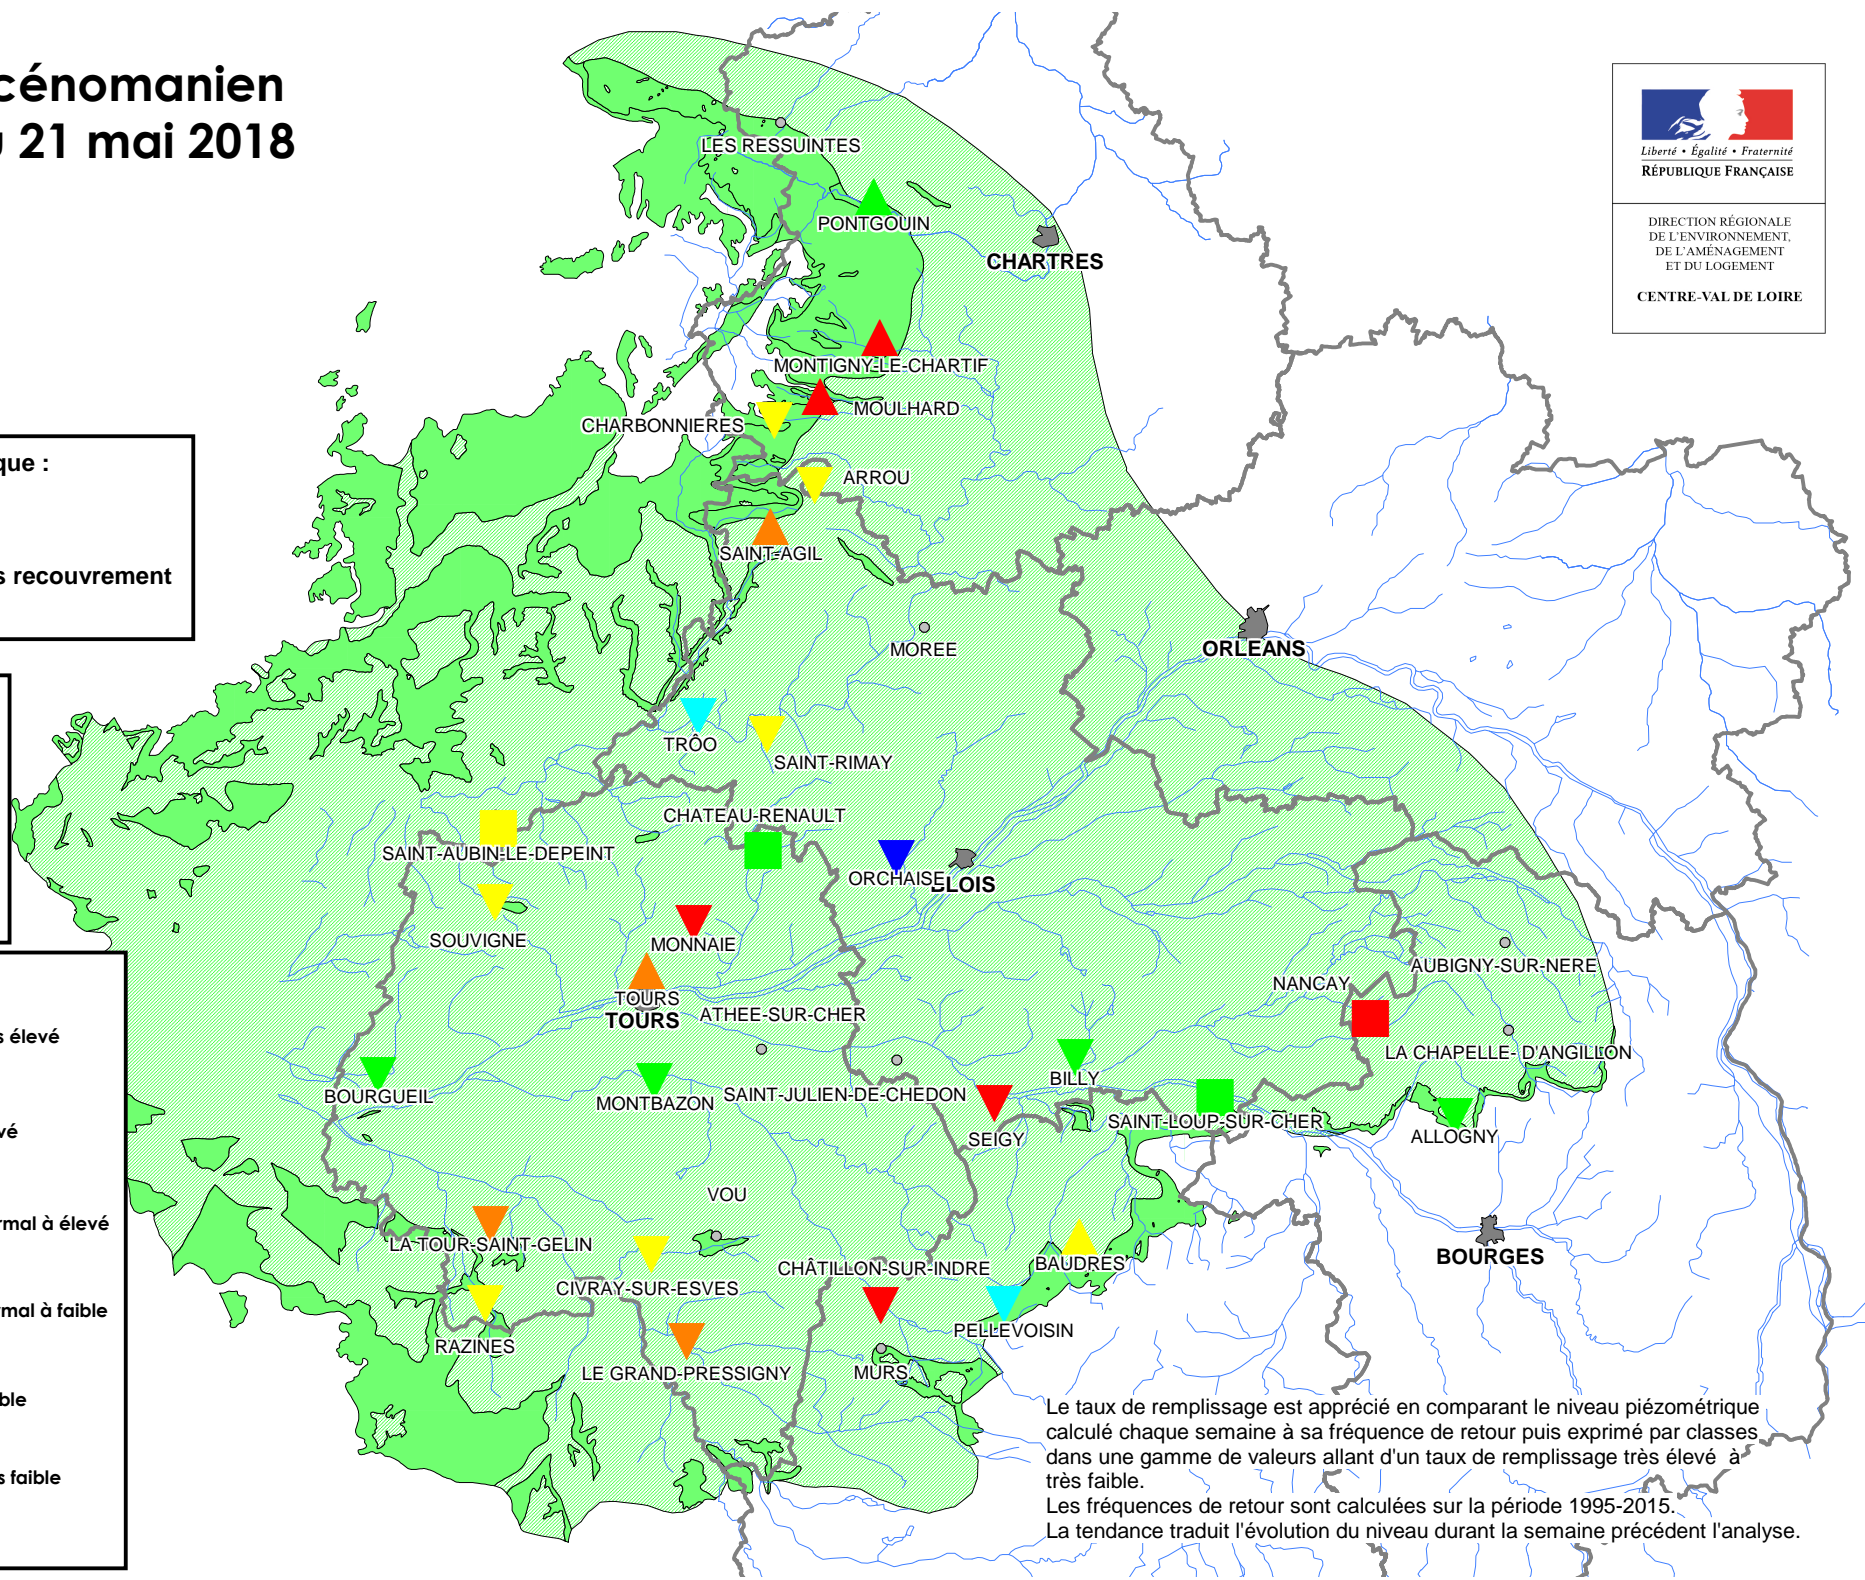 cénomanien
21 mai 2018
Liberté • Égalité • Fraternité
RÉPUBLIQUE FRANÇAISE
DIRECTION RÉGIONALE
DE L'ENVIRONNEMENT,
DE L'AMÉNAGEMENT
ET DU LOGEMENT
CENTRE-VAL DE LOIRE
LES RESSUINTES
PONTGOUIN
CHARTRES
MONTIGNY-LE-CHARTIF
MOULHARD
CHARBONNIERES
que :
ARROU
SAINT-AGIL
s recouvrement
MOREE
ORLEANS
TRÔO
SAINT-RIMAY
CHATEAU-RENAULT
SAINT-AUBIN-LE-DEPEINT
ORCHAISE
BLOIS
SOUVIGNE
MONNAIE
AUBIGNY-SUR-NERE
NANCAY
TOURS
TOURS
ATHEE-SUR-CHER
s élevé
LA CHAPELLE- D'ANGILLON
BILLY
BOURGUEIL
MONTBAZON
SAINT-JULIEN-DE-CHEDON
SAINT-LOUP-SUR-CHER
vé
SEIGY
ALLOGNY
VOU
rmal à élevé
LA TOUR-SAINT-GELIN
BOURGES
BAUDRES
CHÂTILLON-SUR-INDRE
CIVRAY-SUR-ESVES
rmal à faible
PELLEVOISIN
RAZINES
LE GRAND-PRESSIGNY
MURS
ble
s faible
Le taux de remplissage est apprécié en comparant le niveau piézométrique
calculé chaque semaine à sa fréquence de retour puis exprimé par classes
dans une gamme de valeurs allant d'un taux de remplissage très élevé à
très faible.
Les fréquences de retour sont calculées sur la période 1995-2015.
La tendance traduit l'évolution du niveau durant la semaine précédent l'analyse.